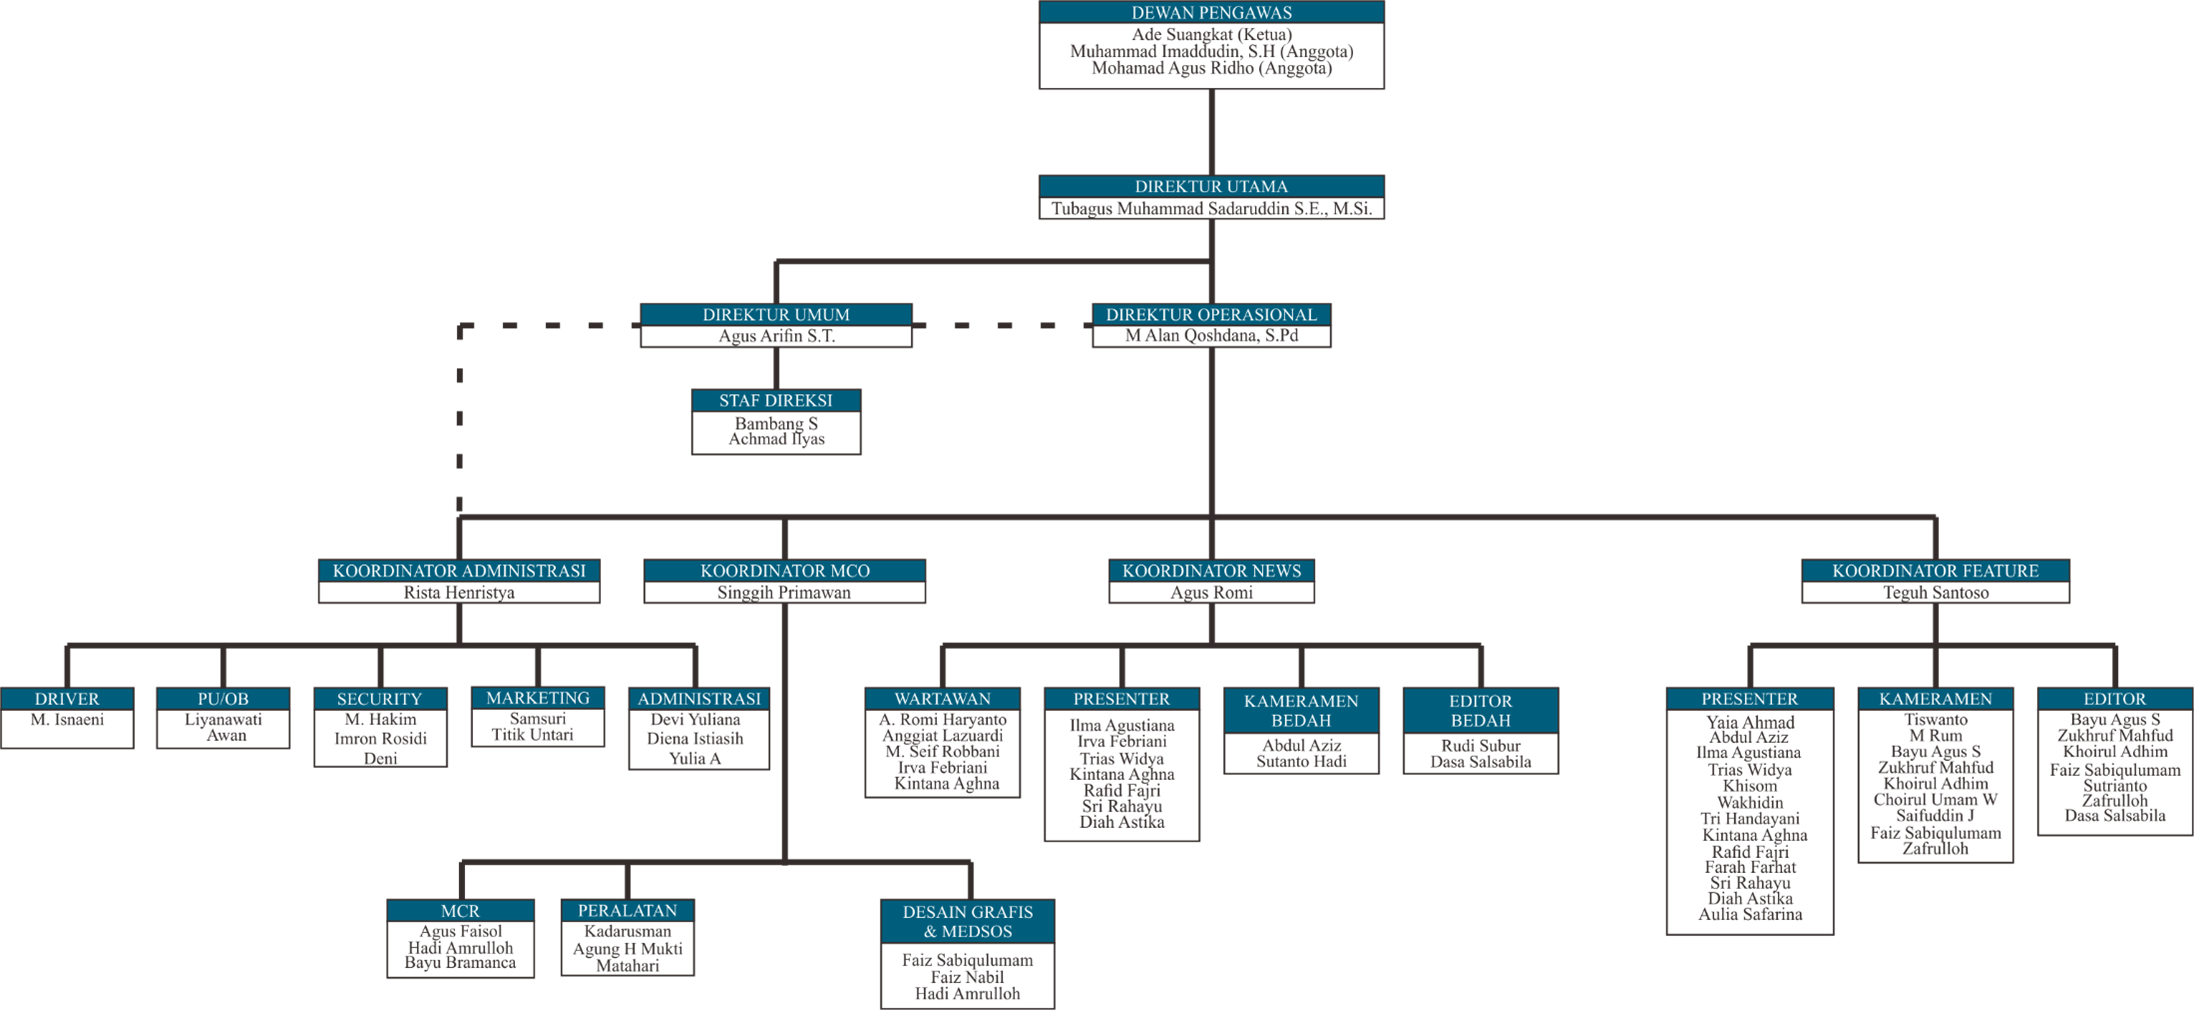 DEWAN PENGAWAS
Ade Suangkat (Ketua)
Muhammad Imaddudin, S.H (Anggota)
Mohamad Agus Ridho (Anggota)
DIREKTUR UTAMA
Tubagus Muhammad Sadaruddin S.E., M.Si.
DIREKTUR UMUM
Agus Arifin S.T.
DIREKTUR OPERASIONAL
M Alan Qoshdana, S.Pd
STAF DIREKSI
Bambang S
Achmad Ilyas
KOORDINATOR ADMINISTRASI
Rista Henristya
KOORDINATOR MCO
Singgih Primawan
KOORDINATOR NEWS
Agus Romi
KOORDINATOR FEATURE
Teguh Santoso
DRIVER
M. Isnaeni
PU/OB
Liyanawati
Awan
SECURITY
M. Hakim
Imron Rosidi
Deni
MARKETING
Samsuri
Titik Untari
ADMINISTRASI
Devi Yuliana
Diena Istiasih
Yulia A
WARTAWAN
A. Romi Haryanto
Anggiat Lazuardi
M. Seif Robbani
Irva Febriani
Kintana Aghna
PRESENTER
Ilma Agustiana
Irva Febriani
Trias Widya
Kintana Aghna
Rafid Fajri
Sri Rahayu
Diah Astika
KAMERAMEN
BEDAH
Abdul Aziz
Sutanto Hadi
EDITOR
BEDAH
Rudi Subur
Dasa Salsabila
PRESENTER
Yaia Ahmad
Abdul Aziz
Ilma Agustiana
Trias Widya
Khisom
Wakhidin
Tri Handayani
Kintana Aghna
Rafid Fajri
Farah Farhat
Sri Rahayu
Diah Astika
Aulia Safarina
KAMERAMEN
Tiswanto
M Rum
Bayu Agus S
Zukhruf Mahfud
Khoirul Adhim
Choirul Umam W
Saifuddin J
Faiz Sabiqulumam
Zafrulloh
EDITOR
Bayu Agus S
Zukhruf Mahfud
Khoirul Adhim
Faiz Sabiqulumam
Sutrianto
Zafrulloh
Dasa Salsabila
MCR
Agus Faisol
Hadi Amrulloh
Bayu Bramanca
PERALATAN
Kadarusman
Agung H Mukti
Matahari
DESAIN GRAFIS
& MEDSOS
Faiz Sabiqulumam
Faiz Nabil
Hadi Amrulloh